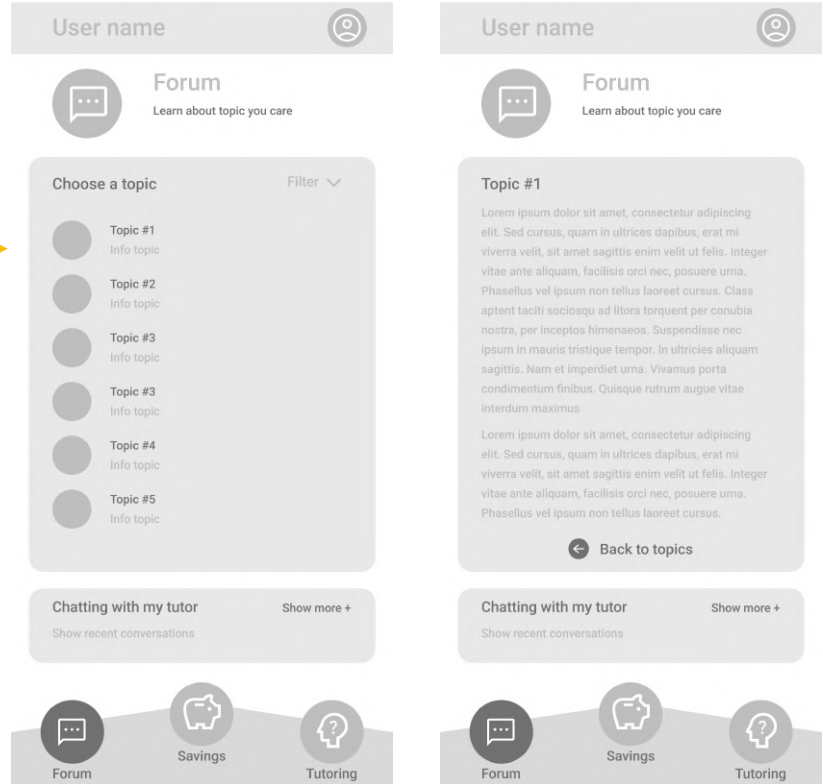 User name
Forum
Learn about topic you care
Choose a topic
Filter
Topic #1
Info topic
Topic #2
Info topic
Topic #3
Info topic
Topic #3
Info topic
Topic #4
Info topic
Topic #5
Info topic
Chatting with my tutor
Show more +
Show recent conversations
Forum
Savings
Tutoring
User name
Forum
Learn about topic you care
Topic #1
Lorem ipsum dolor sit amet, consectetur adipiscing
elit. Sed cursus, quam in ultrices dapibus, erat mi
viverra velit, sit amet sagittis enim velit ut felis. Integer
vitae ante aliquam, facilisis orci nec, posuere urna.
Phasellus vel ipsum non tellus laoreet cursus. Class
aptent taciti sociosqu ad litora torquent per conubia
nostra, per inceptos himenaeos. Suspendisse nec
ipsum in mauris tristique tempor. In ultricies aliquam
sagittis. Nam et imperdiet urna. Vivamus porta
condimentum finibus. Quisque rutrum augue vitae
interdum maximus
Lorem ipsum dolor sit amet, consectetur adipiscing
elit. Sed cursus, quam in ultrices dapibus, erat mi
viverra velit, sit amet sagittis enim velit ut felis. Integer
vitae ante aliquam, facilisis orci nec, posuere urna.
Phasellus vel ipsum non tellus laoreet cursus.
Back to topics
Chatting with my tutor
Show more +
Show recent conversations
Forum
Savings
Tutoring